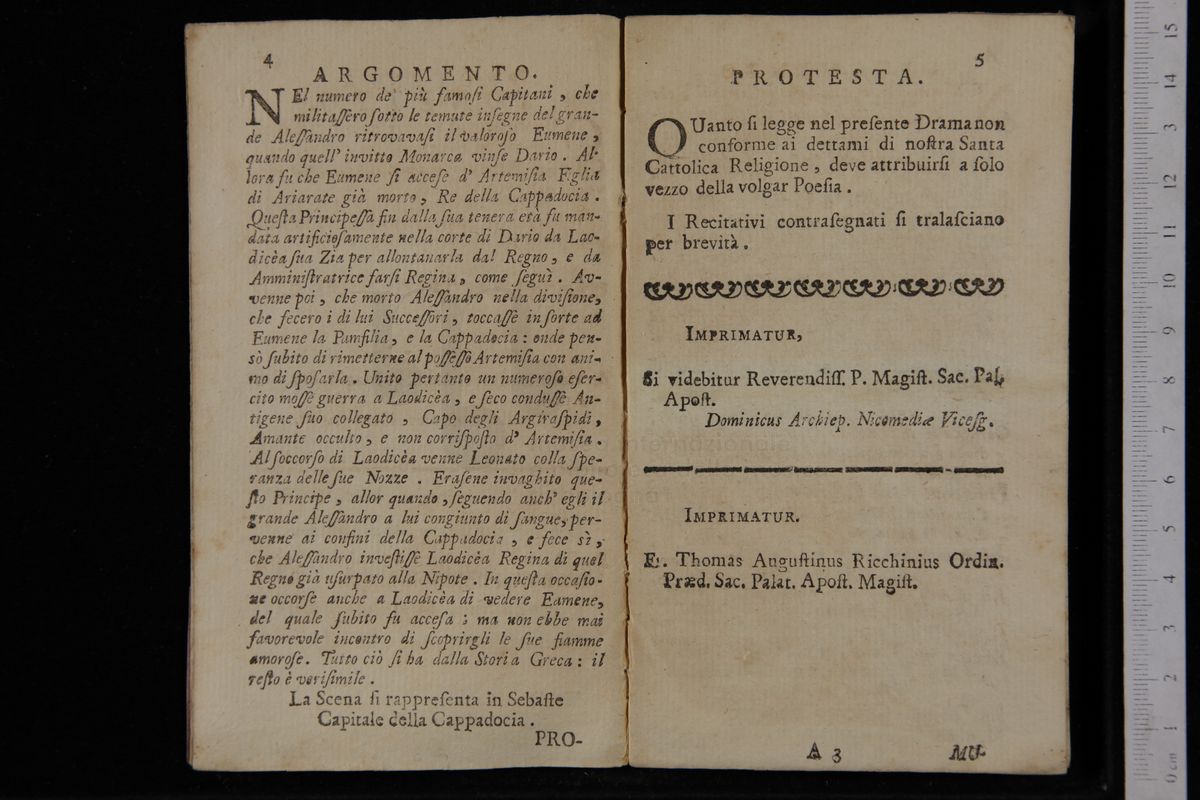 4
ARGOMENTO.
NEl numero de' più famoſi Capitani, che
militaſſero ſotto le temute inſegne del gran-
de Aleſſandro ritrovavaſi il valoroſo Eumene,
quando quell' invitto Monarca vinſe Dario. Al-
lora fu che Eumene ſi acceſe d' Artemiſia Figlia
di Ariarate già morto, Re della Cappadocia.
Queſta Principeſſa fin dalla ſua tenera età fu man-
data artificioſamente nella corte di Dario da Lao-
dicèa ſua Zia per allontanarla dal Regno, e da
Amminiſtratrice farſi Regina, come ſeguì. Av-
venne poi, che morto Aleſſandro nella diviſione,
che fecero i di lui Succeſſori, toccaſſe in ſorte ad
Eumene la Panfilia, e la Cappadocia: onde pen-
sò ſubito di rimetterne al poſſeſſo Artemiſia con ani-
mo di ſpoſarla. Unito pertanto un numeroſo eſer-
cito moſſe guerra a Laodicèa, e ſeco conduſſe An-
tigene ſuo collegato, Capo degli Argiraſpidi,
Amante occulto, e non corriſpoſto d' Artemiſia.
Al ſoccorſo di Laodicèa venne Leonato colla ſpe-
ranza delle ſue Nozze. Eraſene invaghito que-
ſto Principe, allor quando, ſeguendo anch' egli il
grande Aleſſandro a lui congiunto di ſangue, per-
venne ai confini della Cappadocia, e fece sì,
che Aleſſandro inveſtiſſe Laodicèa Regina di quel
Regno già uſurpato alla Nipote. In queſta occaſio-
ne occorſe anche a Laodicèa di vedere Eumene,
del quale ſubito fu acceſa; ma non ebbe mai
favorevole incontro di ſcoprirgli le ſue fiamme
amoroſe. Tutto ciò ſi ha dalla Storia Greca: il
reſto è veriſimile.
La Scena ſi rappreſenta in Sebaſte
Capitale della Cappadocia.
PRO-
5
PROTESTA.
QUanto ſi legge nel preſente Drama non
conforme ai dettami di noſtra Santa
Cattolica Religione, deve attribuirſi a ſolo
vezzo della volgar Poeſia.
I Recitativi contraſegnati ſi tralaſciano
per brevità.
IMPRIMATUR,
Si videbitur Reverendiſſ. P. Magiſt. Sac. Pal.
Apoſt.
Dominicus Archiep. Nicomediæ Viceſg.
IMPRIMATUR.
F. Thomas Auguſtinus Ricchinius Ordin.
Præd. Sac. Palat. Apoſt. Magiſt.
A 3
MU-